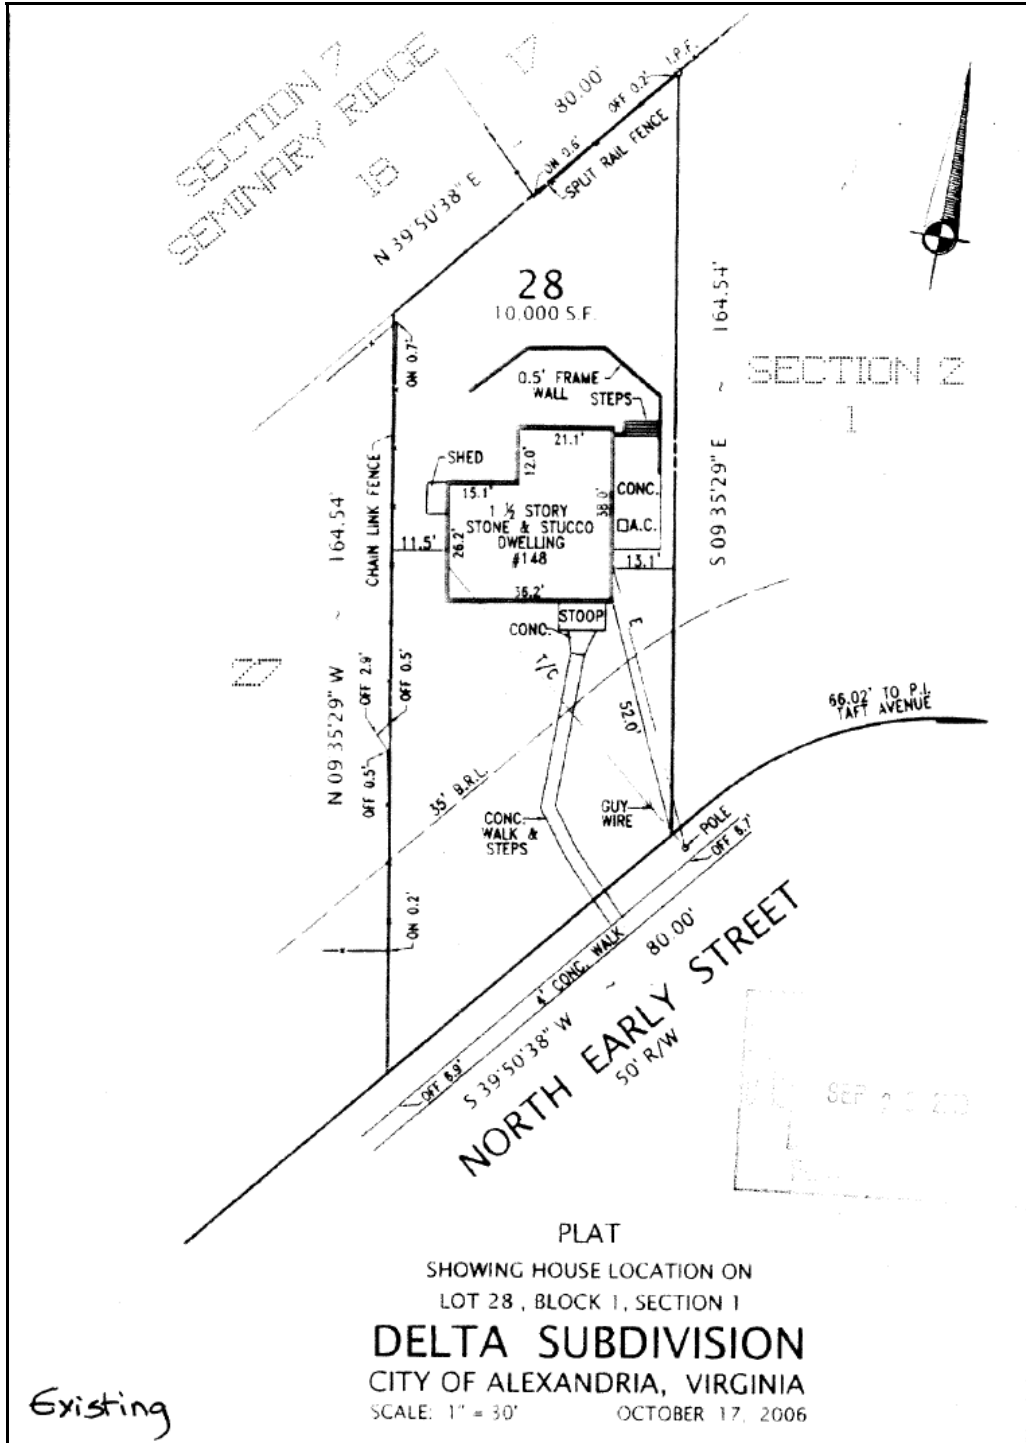 SECTION 7
SEMINARY RIDGE
18
17
80.00'
OFF 0.2'
I.P.F.
ON 0.6'
SPLIT RAIL FENCE
N 39°50'38" E
28
10,000 S.F.
164.54'
~
S 09°35'29" E
SECTION 2
1
ON 0.7'
0.5' FRAME
WALL
STEPS
21.1'
12.0'
SHED
15.1'
CHAIN LINK FENCE
CONC.
A.C.
38.0'
1 ½ STORY
STONE & STUCCO
DWELLING
#148
26.2'
11.5'
13.1'
36.2'
STOOP
CONC.
T/C
E
52.0'
164.54'
~
N 09°35'29" W
27
OFF 2.9'
OFF 0.5'
OFF 0.5'
35' B.R.L.
66.02' TO P.I.
TAFT AVENUE
GUY
WIRE
CONC.
WALK &
STEPS
POLE
OFF 6.7'
ON 0.2'
4' CONC. WALK
80.00'
~
S 39°50'38" W
OFF 6.9'
NORTH EARLY STREET
50' R/W
SEP
PLAT
SHOWING HOUSE LOCATION ON
LOT 28, BLOCK 1, SECTION 1
DELTA SUBDIVISION
CITY OF ALEXANDRIA, VIRGINIA
SCALE: 1" = 30' OCTOBER 17, 2006
Existing